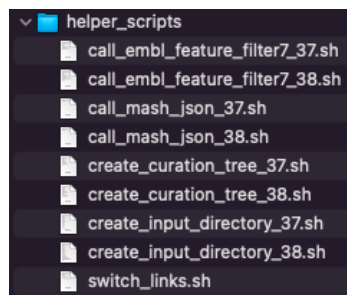 helper_scripts
call_embl_feature_filter7_37.sh
call_embl_feature_filter7_38.sh
call_mash_json_37.sh
call_mash_json_38.sh
create_curation_tree_37.sh
create_curation_tree_38.sh
create_input_directory_37.sh
create_input_directory_38.sh
switch_links.sh